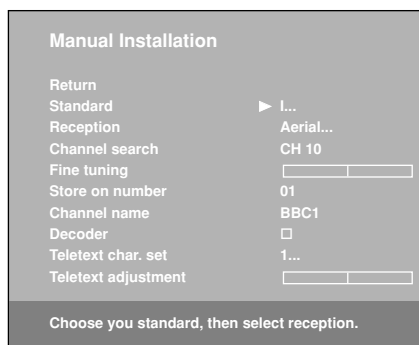 Manual Installation
Return
Standard ▶ I...
Reception Aerial...
Channel search CH 10
Fine tuning
Store on number 01
Channel name BBC1
Decoder □
Teletext char. set 1...
Teletext adjustment
Choose you standard, then select reception.